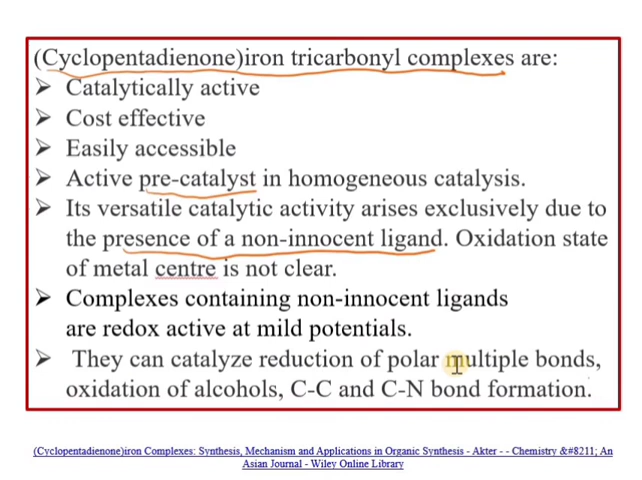 (Cyclopentadienone)iron tricarbonyl complexes are:
➤ Catalytically active
➤ Cost effective
➤ Easily accessible
➤ Active pre-catalyst in homogeneous catalysis.
➤ Its versatile catalytic activity arises exclusively due to
the presence of a non-innocent ligand. Oxidation state
of metal centre is not clear.
➤ Complexes containing non-innocent ligands
are redox active at mild potentials.
➤ They can catalyze reduction of polar multiple bonds,
oxidation of alcohols, C-C and C-N bond formation.
(Cyclopentadienone)iron Complexes: Synthesis, Mechanism and Applications in Organic Synthesis - Akter - - Chemistry &#8211; An
Asian Journal - Wiley Online Library